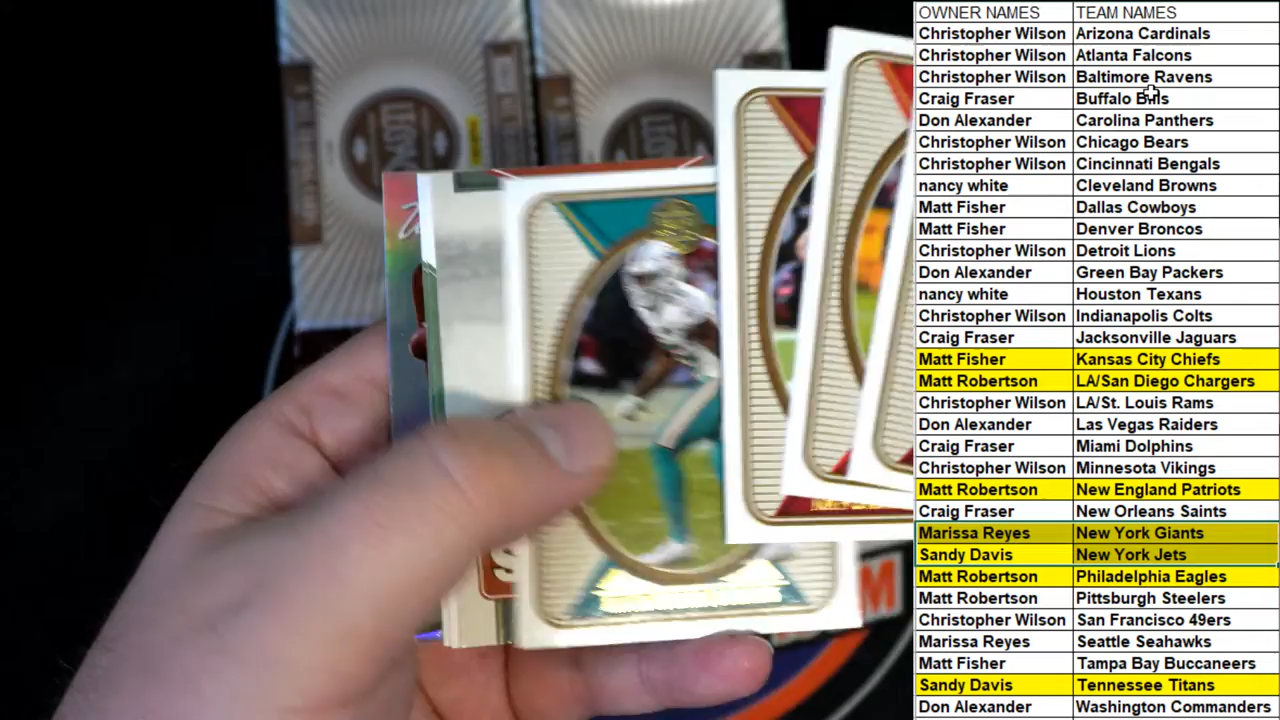 OWNER NAMES TEAM NAMES
Christopher Wilson Arizona Cardinals
Christopher Wilson Atlanta Falcons
Christopher Wilson Baltimore Ravens
Craig Fraser Buffalo Bills
Don Alexander Carolina Panthers
Christopher Wilson Chicago Bears
Christopher Wilson Cincinnati Bengals
nancy white Cleveland Browns
Matt Fisher Dallas Cowboys
Matt Fisher Denver Broncos
Christopher Wilson Detroit Lions
Don Alexander Green Bay Packers
nancy white Houston Texans
Christopher Wilson Indianapolis Colts
Craig Fraser Jacksonville Jaguars
Matt Fisher Kansas City Chiefs
Matt Robertson LA/San Diego Chargers
Christopher Wilson LA/St. Louis Rams
Don Alexander Las Vegas Raiders
Craig Fraser Miami Dolphins
Christopher Wilson Minnesota Vikings
Matt Robertson New England Patriots
Craig Fraser New Orleans Saints
Marissa Reyes New York Giants
Sandy Davis New York Jets
Matt Robertson Philadelphia Eagles
Matt Robertson Pittsburgh Steelers
Christopher Wilson San Francisco 49ers
Marissa Reyes Seattle Seahawks
Matt Fisher Tampa Bay Buccaneers
Sandy Davis Tennessee Titans
Don Alexander Washington Commanders